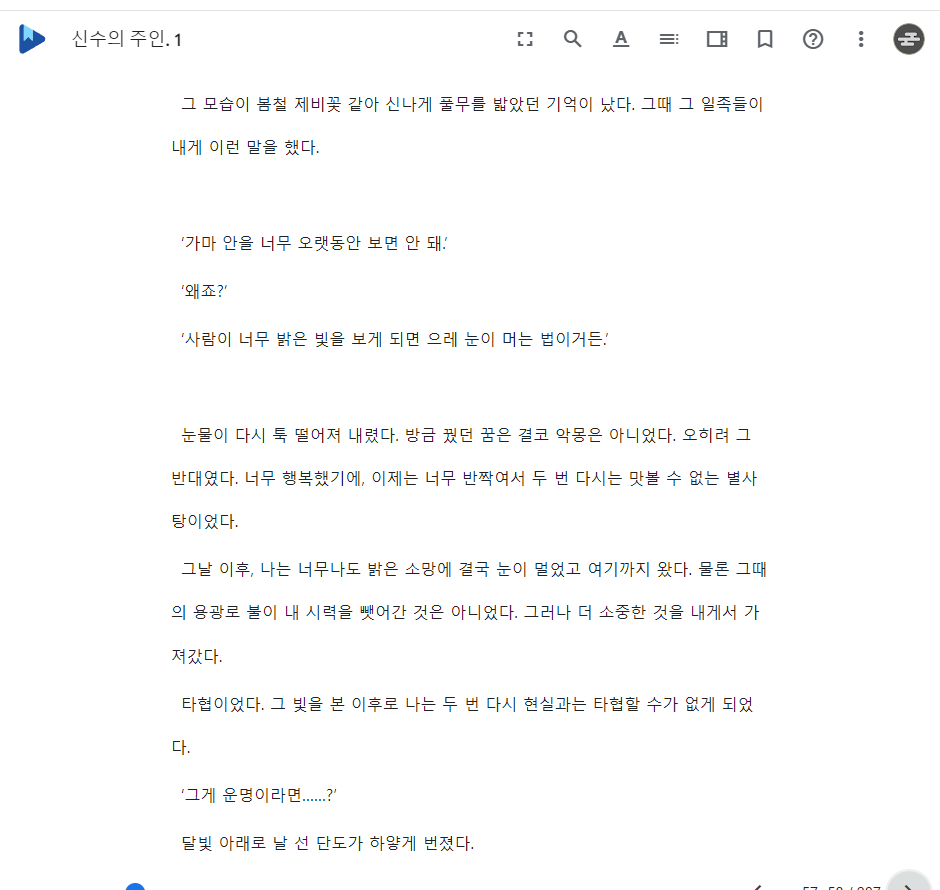 신수의 주인. 1
그 모습이 봄철 제비꽃 같아 신나게 풀무를 밟았던 기억이 났다. 그때 그 일족들이
내게 이런 말을 했다.
'가마 안을 너무 오랫동안 보면 안 돼.'
'왜죠?'
'사람이 너무 밝은 빛을 보게 되면 으레 눈이 머는 법이거든.'
눈물이 다시 툭 떨어져 내렸다. 방금 꿨던 꿈은 결코 악몽은 아니었다. 오히려 그
반대였다. 너무 행복했기에, 이제는 너무 반짝여서 두 번 다시는 맛볼 수 없는 별사
탕이었다.
그날 이후, 나는 너무나도 밝은 소망에 결국 눈이 멀었고 여기까지 왔다. 물론 그때
의 용광로 불이 내 시력을 뺏어간 것은 아니었다. 그러나 더 소중한 것을 내게서 가
져갔다.
타협이었다. 그 빛을 본 이후로 나는 두 번 다시 현실과는 타협할 수가 없게 되었
다.
'그게 운명이라면……?'
달빛 아래로 날 선 단도가 하얗게 번졌다.